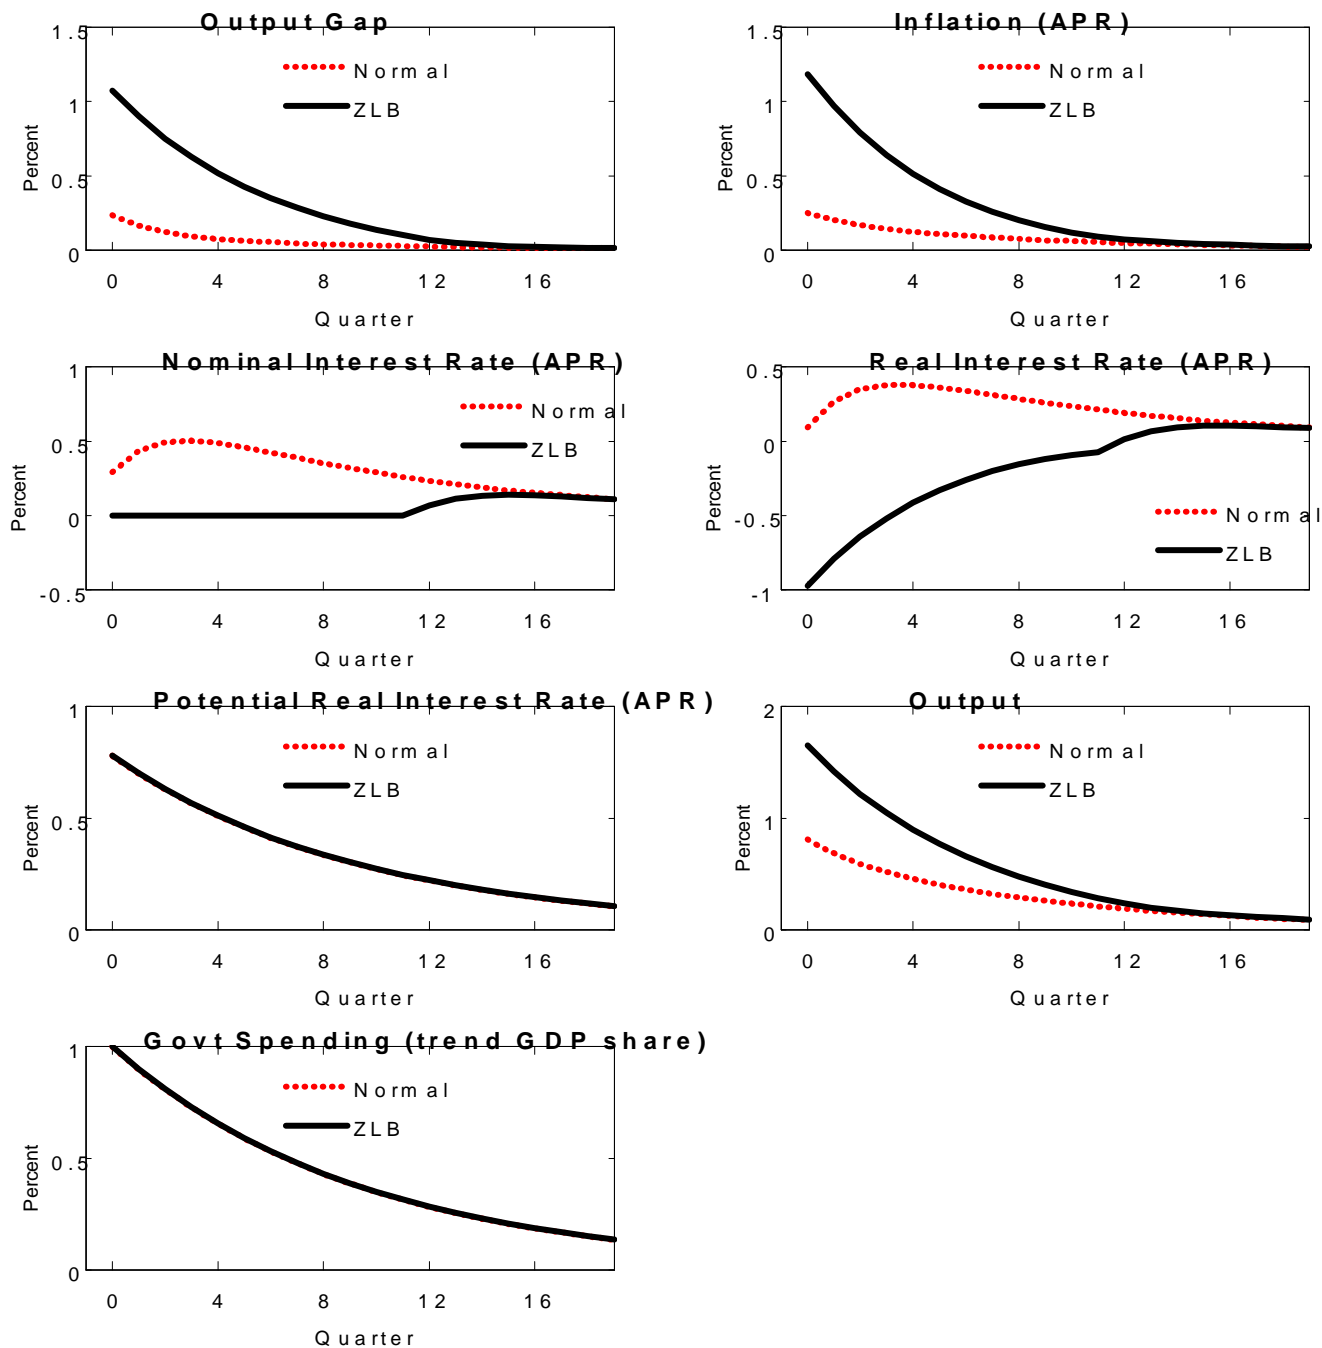 Output Gap
1.5
1
0.5
0
Percent
Normal
ZLB
0 4 8 12 16
Quarter
Inflation (APR)
1.5
1
0.5
0
Percent
Normal
ZLB
0 4 8 12 16
Quarter
Nominal Interest Rate (APR)
1
0.5
0
-0.5
Percent
Normal
ZLB
0 4 8 12 16
Quarter
Real Interest Rate (APR)
0.5
0
-0.5
-1
Percent
Normal
ZLB
0 4 8 12 16
Quarter
Potential Real Interest Rate (APR)
1
0.5
0
Percent
Normal
ZLB
0 4 8 12 16
Quarter
Output
2
1
0
Percent
Normal
ZLB
0 4 8 12 16
Quarter
Govt Spending (trend GDP share)
1
0.5
0
Percent
Normal
ZLB
0 4 8 12 16
Quarter